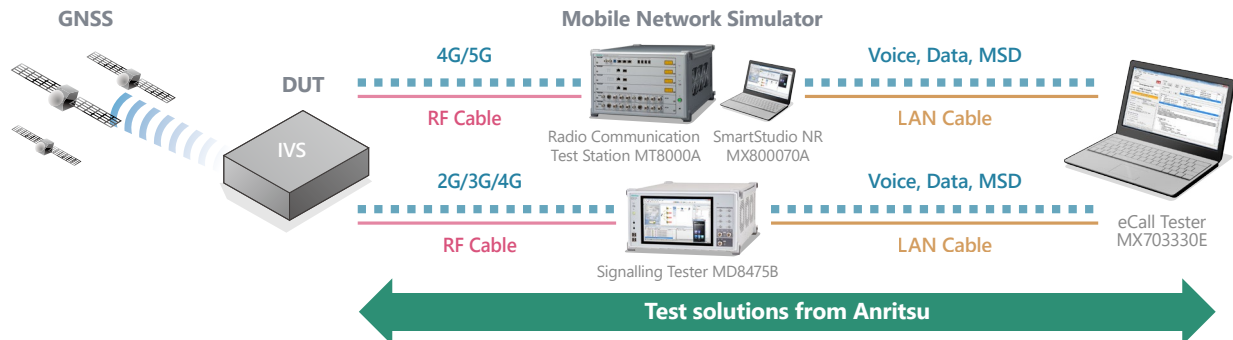 GNSS
Mobile Network Simulator
DUT
4G/5G
Voice, Data, MSD
RF Cable
LAN Cable
IVS
Radio Communication
Test Station MT8000A
SmartStudio NR
MX800070A
2G/3G/4G
Voice, Data, MSD
RF Cable
LAN Cable
eCall Tester
MX703330E
Signalling Tester MD8475B
Test solutions from Anritsu